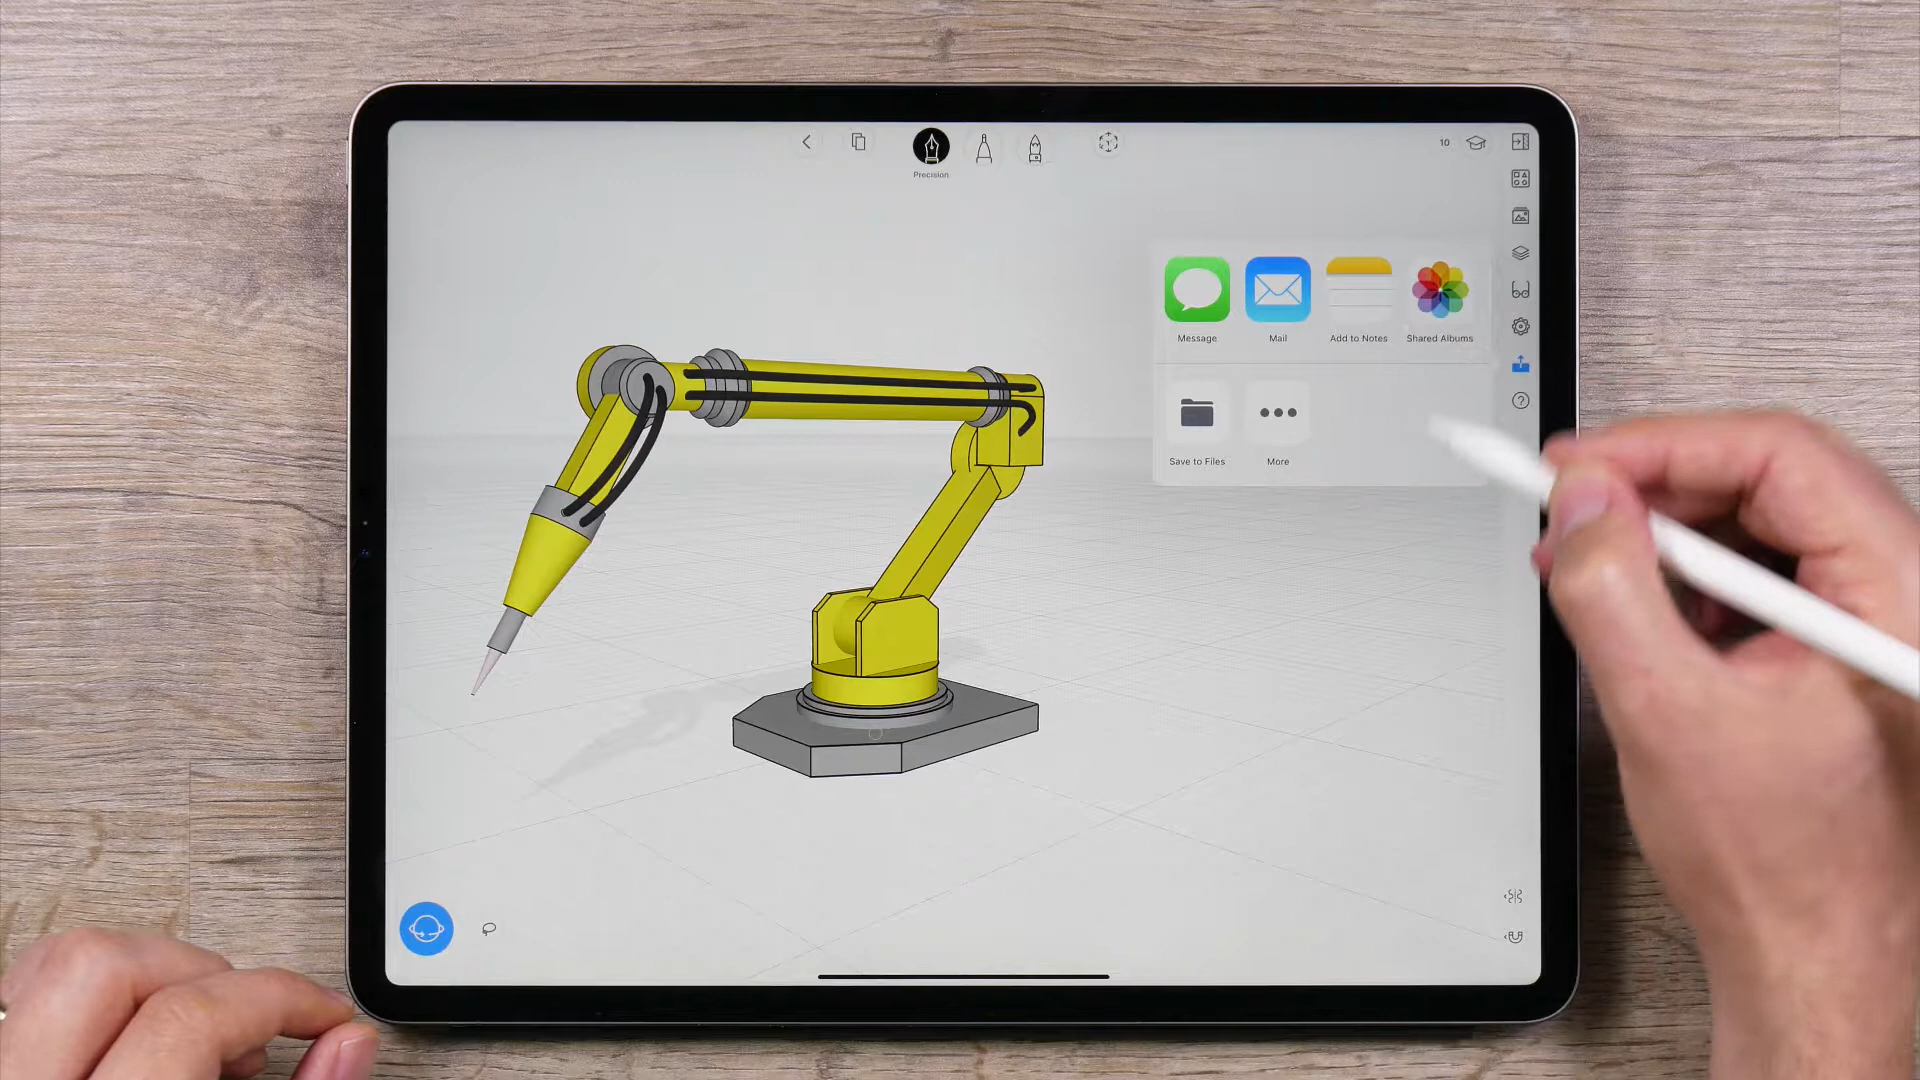 10
Precision
Message
Mail
Add to Notes
Shared Albums
Save to Files
More